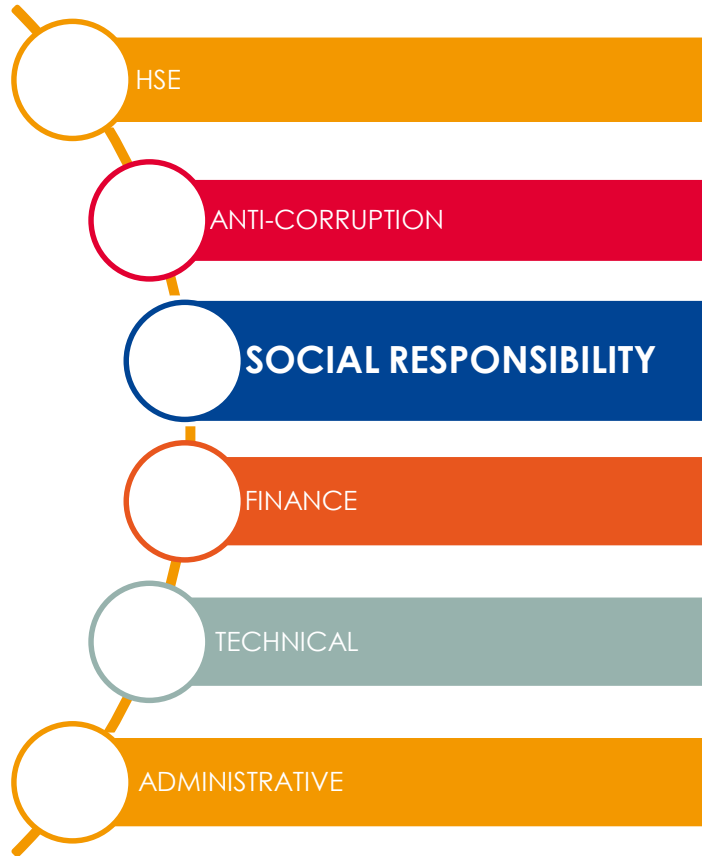 HSE
ANTI-CORRUPTION
SOCIAL RESPONSIBILITY
FINANCE
TECHNICAL
ADMINISTRATIVE